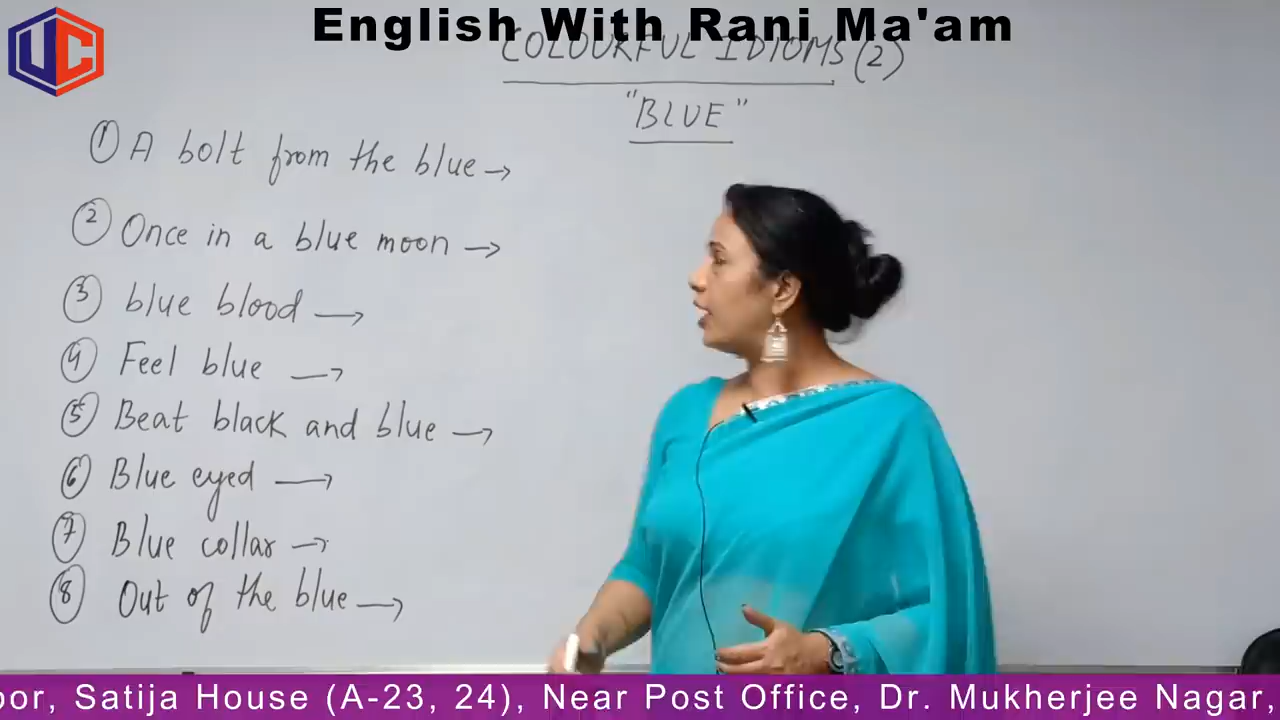 UC
English With Rani Ma'am
COLOURFUL IDIOMS (2)
"BLUE"
① A bolt from the blue →
② Once in a blue moon →
③ blue blood →
④ Feel blue →
⑤ Beat black and blue →
⑥ Blue eyed →
⑦ Blue collar →
⑧ Out of the blue →
oor, Satija House (A-23, 24), Near Post Office, Dr. Mukherjee Nagar,